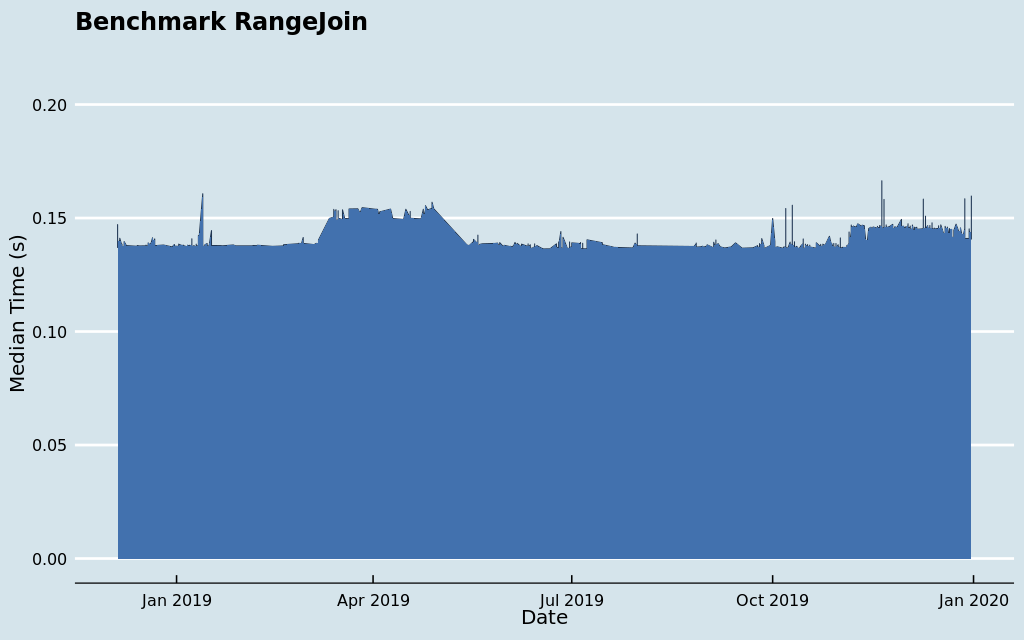 Benchmark RangeJoin
0.20
0.15
0.10
0.05
0.00
Median Time (s)
Jan 2019 Apr 2019 Jul 2019 Oct 2019 Jan 2020
Date